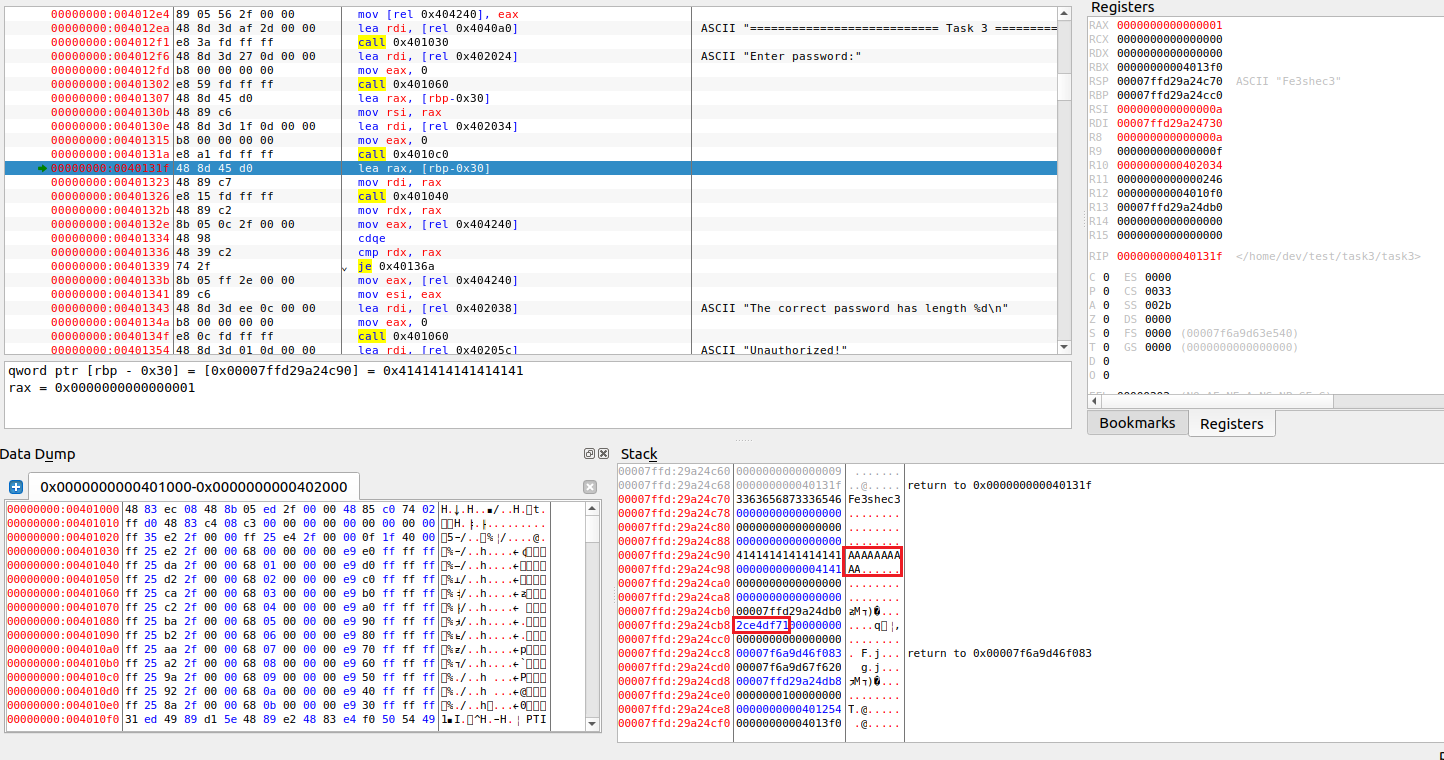 00000000:004012e4 89 05 56 2f 00 00 mov [rel 0x404240], eax
00000000:004012ea 48 8d 3d af 2d 00 00 lea rdi, [rel 0x4040a0] ASCII "=========================== Task 3 =========
00000000:004012f1 e8 3a fd ff ff call 0x401030
00000000:004012f6 48 8d 3d 27 0d 00 00 lea rdi, [rel 0x402024] ASCII "Enter password:"
00000000:004012fd b8 00 00 00 00 mov eax, 0
00000000:00401302 e8 59 fd ff ff call 0x401060
00000000:00401307 48 8d 45 d0 lea rax, [rbp-0x30]
00000000:0040130b 48 89 c6 mov rsi, rax
00000000:0040130e 48 8d 3d 1f 0d 00 00 lea rdi, [rel 0x402034]
00000000:00401315 b8 00 00 00 00 mov eax, 0
00000000:0040131a e8 a1 fd ff ff call 0x4010c0
00000000:0040131f 48 8d 45 d0 lea rax, [rbp-0x30]
00000000:00401323 48 89 c7 mov rdi, rax
00000000:00401326 e8 15 fd ff ff call 0x401040
00000000:0040132b 48 89 c2 mov rdx, rax
00000000:0040132e 8b 05 0c 2f 00 00 mov eax, [rel 0x404240]
00000000:00401334 48 98 cdqe
00000000:00401336 48 39 c2 cmp rdx, rax
00000000:00401339 74 2f je 0x40136a
00000000:0040133b 8b 05 ff 2e 00 00 mov eax, [rel 0x404240]
00000000:00401341 89 c6 mov esi, eax
00000000:00401343 48 8d 3d ee 0c 00 00 lea rdi, [rel 0x402038] ASCII "The correct password has length %d\n"
00000000:0040134a b8 00 00 00 00 mov eax, 0
00000000:0040134f e8 0c fd ff ff call 0x401060
00000000:00401354 48 8d 3d 01 0d 00 00 lea rdi, [rel 0x40205c] ASCII "Unauthorized!"
qword ptr [rbp - 0x30] = [0x00007ffd29a24c90] = 0x4141414141414141
rax = 0x0000000000000001
Registers
RAX 0000000000000001
RCX 0000000000000000
RDX 0000000000000000
RBX 00000000004013f0
RSP 00007ffd29a24c70 ASCII "Fe3shec3"
RBP 00007ffd29a24cc0
RSI 000000000000000a
RDI 00007ffd29a24730
R8 000000000000000a
R9 000000000000000f
R10 0000000000402034
R11 0000000000000246
R12 00000000004010f0
R13 00007ffd29a24db0
R14 0000000000000000
R15 0000000000000000
RIP 000000000040131f </home/dev/test/task3/task3>
C 0 ES 0000
P 0 CS 0033
A 0 SS 002b
Z 0 DS 0000
S 0 FS 0000 (00007f6a9d63e540)
T 0 GS 0000 (0000000000000000)
D 0
O 0
Bookmarks
Registers
Data Dump
0x0000000000401000-0x0000000000402000
00000000:00401000 48 83 ec 08 48 8b 05 ed 2f 00 00 48 85 c0 74 02
00000000:00401010 ff d0 48 83 c4 08 c3 00 00 00 00 00 00 00 00 00
00000000:00401020 ff 35 e2 2f 00 00 ff 25 e4 2f 00 00 0f 1f 40 00
00000000:00401030 ff 25 e2 2f 00 00 68 00 00 00 00 e9 e0 ff ff ff
00000000:00401040 ff 25 da 2f 00 00 68 01 00 00 00 e9 d0 ff ff ff
00000000:00401050 ff 25 d2 2f 00 00 68 02 00 00 00 e9 c0 ff ff ff
00000000:00401060 ff 25 ca 2f 00 00 68 03 00 00 00 e9 b0 ff ff ff
00000000:00401070 ff 25 c2 2f 00 00 68 04 00 00 00 e9 a0 ff ff ff
00000000:00401080 ff 25 ba 2f 00 00 68 05 00 00 00 e9 90 ff ff ff
00000000:00401090 ff 25 b2 2f 00 00 68 06 00 00 00 e9 80 ff ff ff
00000000:004010a0 ff 25 aa 2f 00 00 68 07 00 00 00 e9 70 ff ff ff
00000000:004010b0 ff 25 a2 2f 00 00 68 08 00 00 00 e9 60 ff ff ff
00000000:004010c0 ff 25 9a 2f 00 00 68 09 00 00 00 e9 50 ff ff ff
00000000:004010d0 ff 25 92 2f 00 00 68 0a 00 00 00 e9 40 ff ff ff
00000000:004010e0 ff 25 8a 2f 00 00 68 0b 00 00 00 e9 30 ff ff ff
00000000:004010f0 31 ed 49 89 d1 5e 48 89 e2 48 83 e4 f0 50 54 49
Stack
00007ffd:29a24c60 0000000000000009 ........
00007ffd:29a24c68 000000000040131f ..@..... return to 0x000000000040131f
00007ffd:29a24c70 3363656873336546 Fe3shec3
00007ffd:29a24c78 0000000000000000 ........
00007ffd:29a24c80 0000000000000000 ........
00007ffd:29a24c88 0000000000000000 ........
00007ffd:29a24c90 4141414141414141 AAAAAAAA
00007ffd:29a24c98 0000000000004141 AA......
00007ffd:29a24ca0 0000000000000000 ........
00007ffd:29a24ca8 0000000000000000 ........
00007ffd:29a24cb0 00007ffd29a24db0
00007ffd:29a24cb8 2ce4df7100000000
00007ffd:29a24cc0 0000000000000000 ........
00007ffd:29a24cc8 00007f6a9d46f083 . F.j... return to 0x00007f6a9d46f083
00007ffd:29a24cd0 00007f6a9d67f620 g.j...
00007ffd:29a24cd8 00007ffd29a24db8
00007ffd:29a24ce0 0000000100000000 ........
00007ffd:29a24ce8 0000000000401254 T.@.....
00007ffd:29a24cf0 00000000004013f0 .@.....